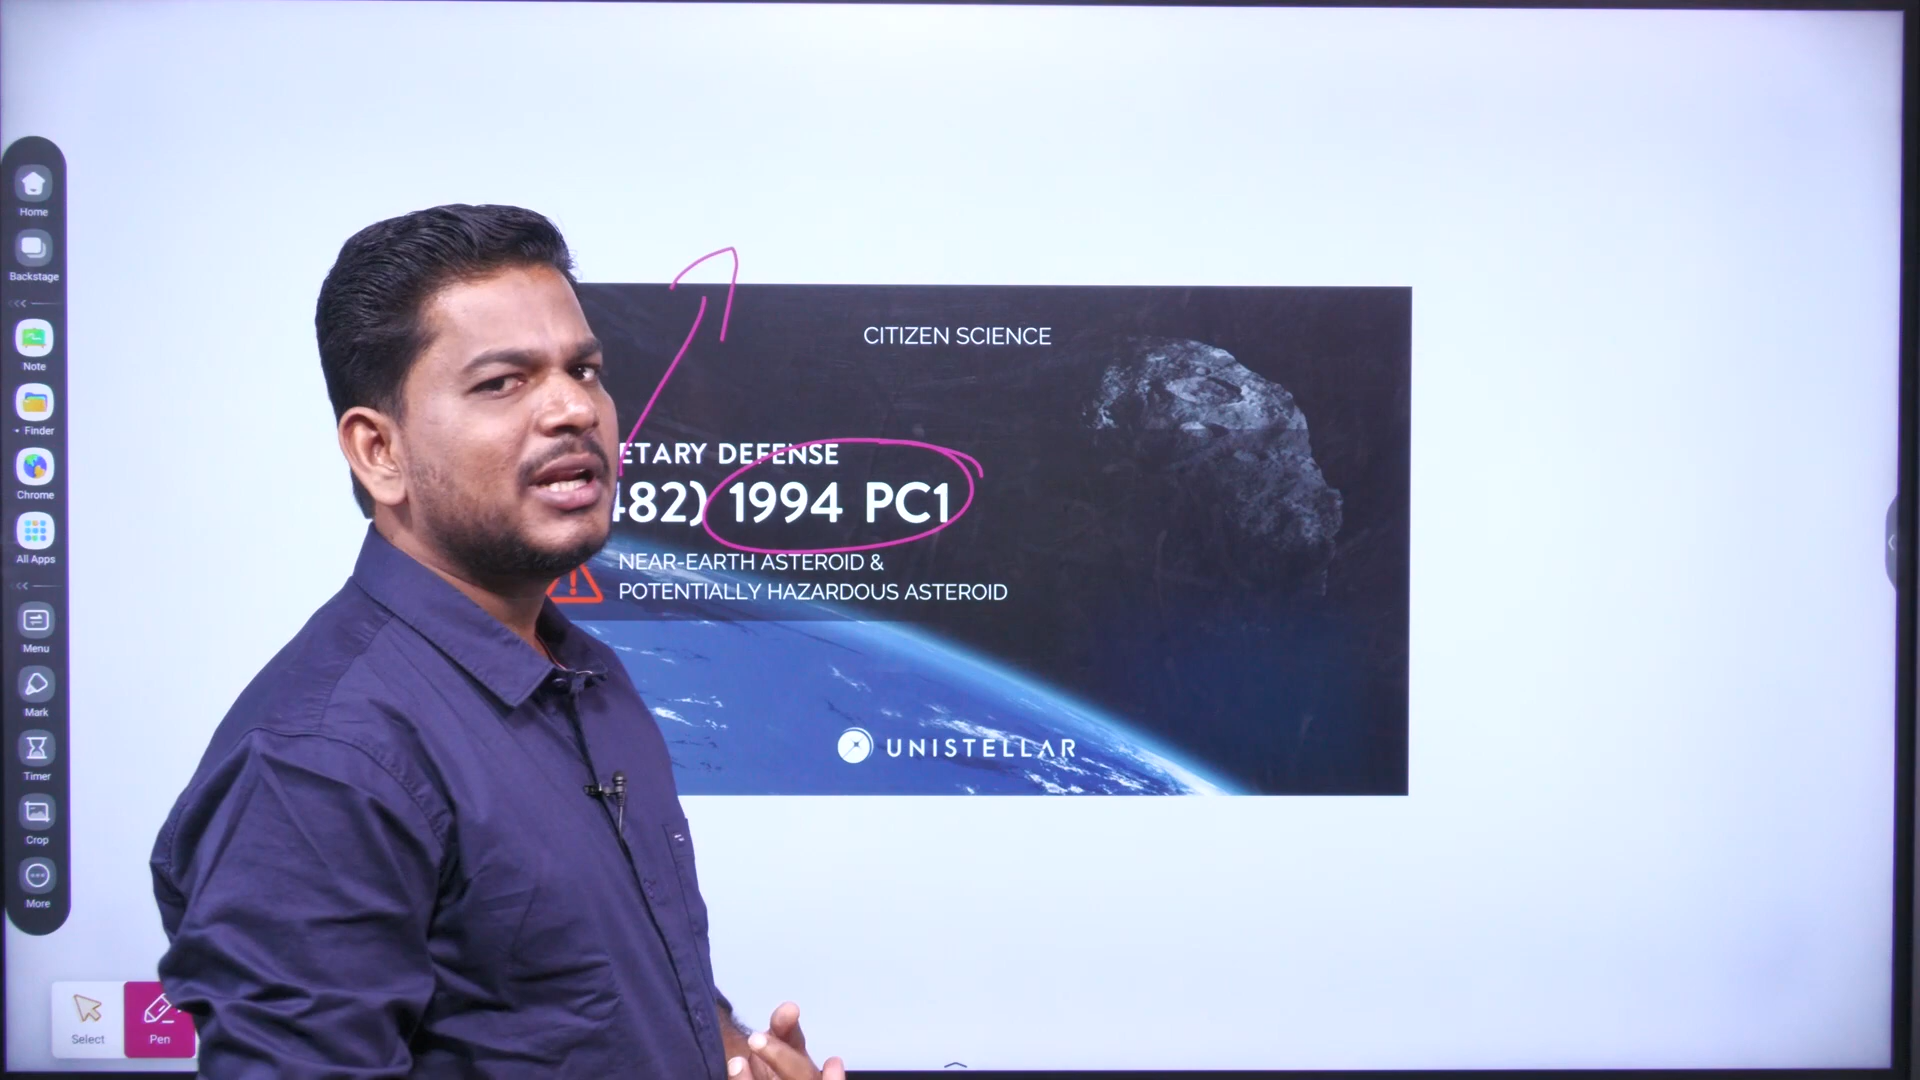 Home
Backstage
Note
Finder
Chrome
All Apps
Menu
Mark
Timer
Crop
More
Select
Pen
CITIZEN SCIENCE
ETARY DEFENSE
482) 1994 PC1
NEAR-EARTH ASTEROID &
POTENTIALLY HAZARDOUS ASTEROID
UNISTELLAR